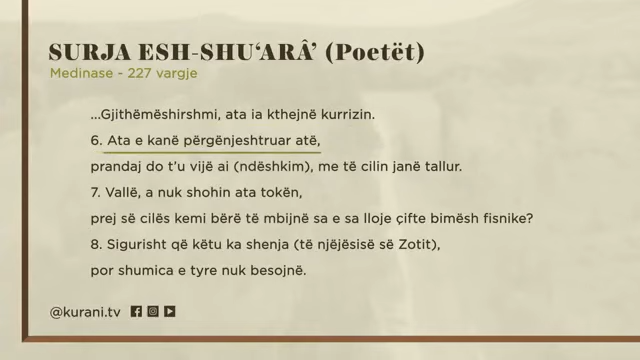 SURJA ESH-SHU‘ARÂ’ (Poetët)
Medinase - 227 vargje
...Gjithëmëshirshmi, ata ia kthejnë kurrizin.
6. Ata e kanë përgënjeshtruar atë,
prandaj do t’u vijë ai (ndëshkim), me të cilin janë tallur.
7. Vallë, a nuk shohin ata tokën,
prej së cilës kemi bërë të mbijnë sa e sa lloje çifte bimësh fisnike?
8. Sigurisht që këtu ka shenja (të njëjësisë së Zotit),
por shumica e tyre nuk besojnë.
@kurani.tv